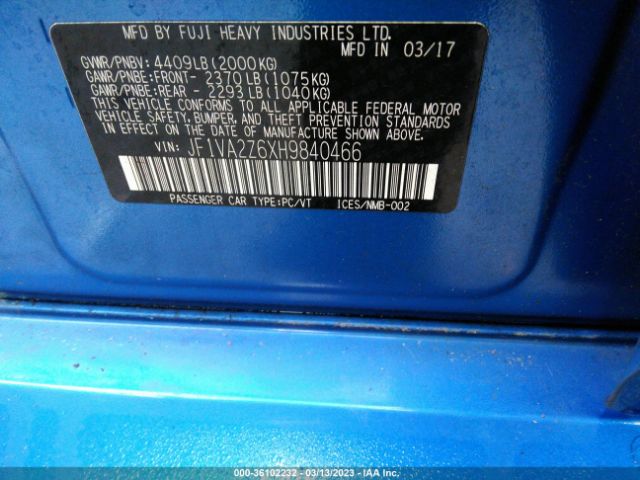 MFD BY FUJI HEAVY INDUSTRIES LTD.
MFD IN 03/17
GVWR/PNBV: 4409LB(2000KG)
GAWR/PNBE:FRONT- 2370LB(1075KG)
GAWR/PNBE:REAR - 2293LB(1040KG)
THIS VEHICLE CONFORMS TO ALL APPLICABLE FEDERAL MOTOR
VEHICLE SAFETY, BUMPER, AND THEFT PREVENTION STANDARDS
IN EFFECT ON THE DATE OF MANUFACTURE SHOWN ABOVE.
VIN: JF1VA2Z6XH9840466
PASSENGER CAR TYPE:PC/VT ICES/NMB-002
000-36102232 - 03/13/2023 - IAA Inc.